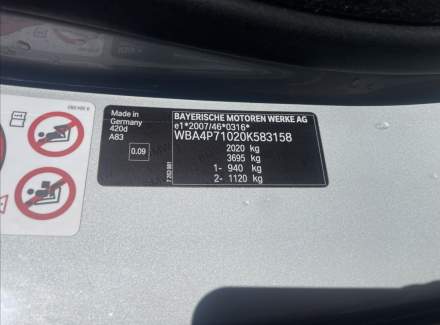 Made in
Germany
420d
A83
0.09
BAYERISCHE MOTOREN WERKE AG
e1*2007/46*0316*
WBA4P71020K583158
2020 kg
3695 kg
1- 940 kg
2- 1120 kg